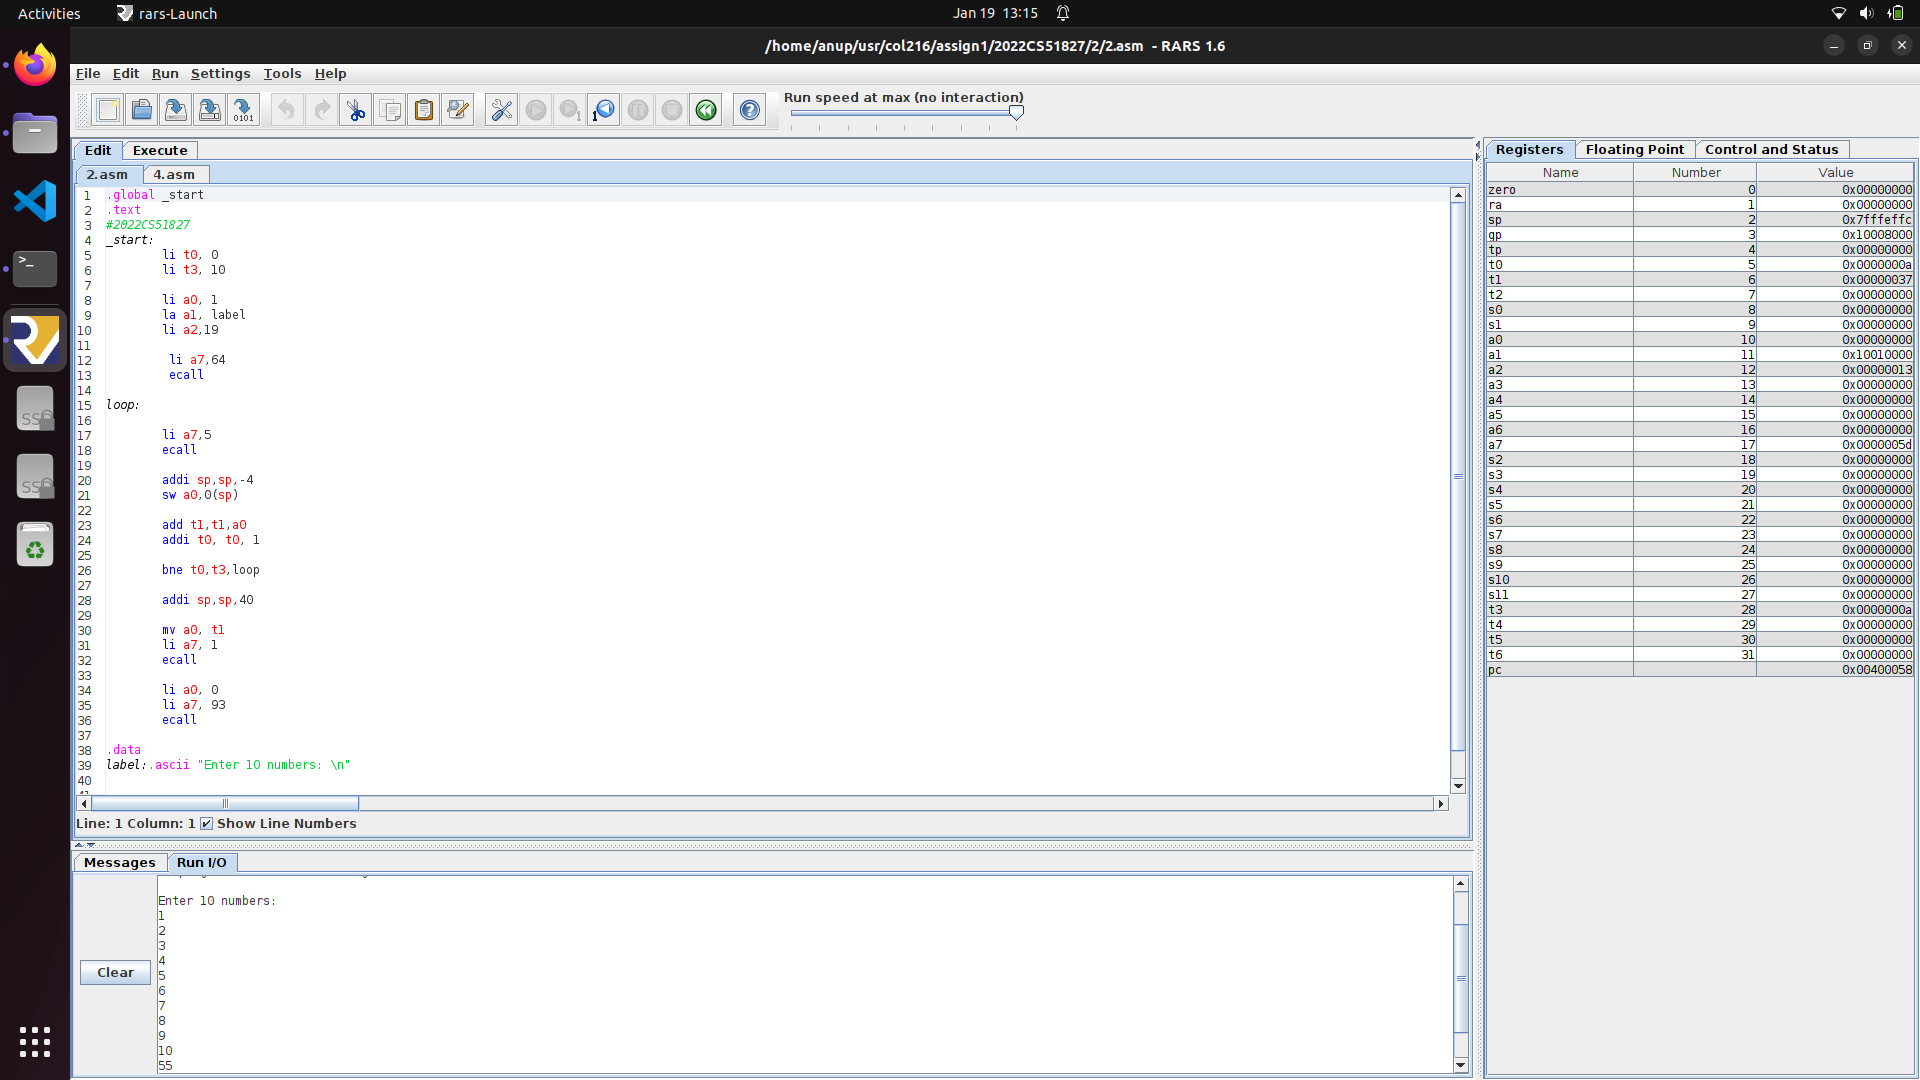 Activities rars-Launch Jan 19 13:15
/home/anup/usr/col216/assign1/2022CS51827/2/2.asm - RARS 1.6
File Edit Run Settings Tools Help
Run speed at max (no interaction)
Edit Execute
2.asm 4.asm
1 .global _start
2 .text
3 #2022CS51827
4 _start:
5 li t0, 0
6 li t3, 10
7
8 li a0, 1
9 la a1, label
10 li a2,19
11
12 li a7,64
13 ecall
14
15 loop:
16
17 li a7,5
18 ecall
19
20 addi sp,sp,-4
21 sw a0,0(sp)
22
23 add t1,t1,a0
24 addi t0, t0, 1
25
26 bne t0,t3,loop
27
28 addi sp,sp,40
29
30 mv a0, t1
31 li a7, 1
32 ecall
33
34 li a0, 0
35 li a7, 93
36 ecall
37
38 .data
39 label:.ascii "Enter 10 numbers: \n"
40
Line: 1 Column: 1 Show Line Numbers
Messages Run I/O
Clear
Enter 10 numbers:
1
2
3
4
5
6
7
8
9
10
55
Registers Floating Point Control and Status
Name Number Value
zero 0 0x00000000
ra 1 0x00000000
sp 2 0x7fffeffc
gp 3 0x10008000
tp 4 0x00000000
t0 5 0x0000000a
t1 6 0x00000037
t2 7 0x00000000
s0 8 0x00000000
s1 9 0x00000000
a0 10 0x00000000
a1 11 0x10010000
a2 12 0x00000013
a3 13 0x00000000
a4 14 0x00000000
a5 15 0x00000000
a6 16 0x00000000
a7 17 0x0000005d
s2 18 0x00000000
s3 19 0x00000000
s4 20 0x00000000
s5 21 0x00000000
s6 22 0x00000000
s7 23 0x00000000
s8 24 0x00000000
s9 25 0x00000000
s10 26 0x00000000
s11 27 0x00000000
t3 28 0x0000000a
t4 29 0x00000000
t5 30 0x00000000
t6 31 0x00000000
pc 0x00400058